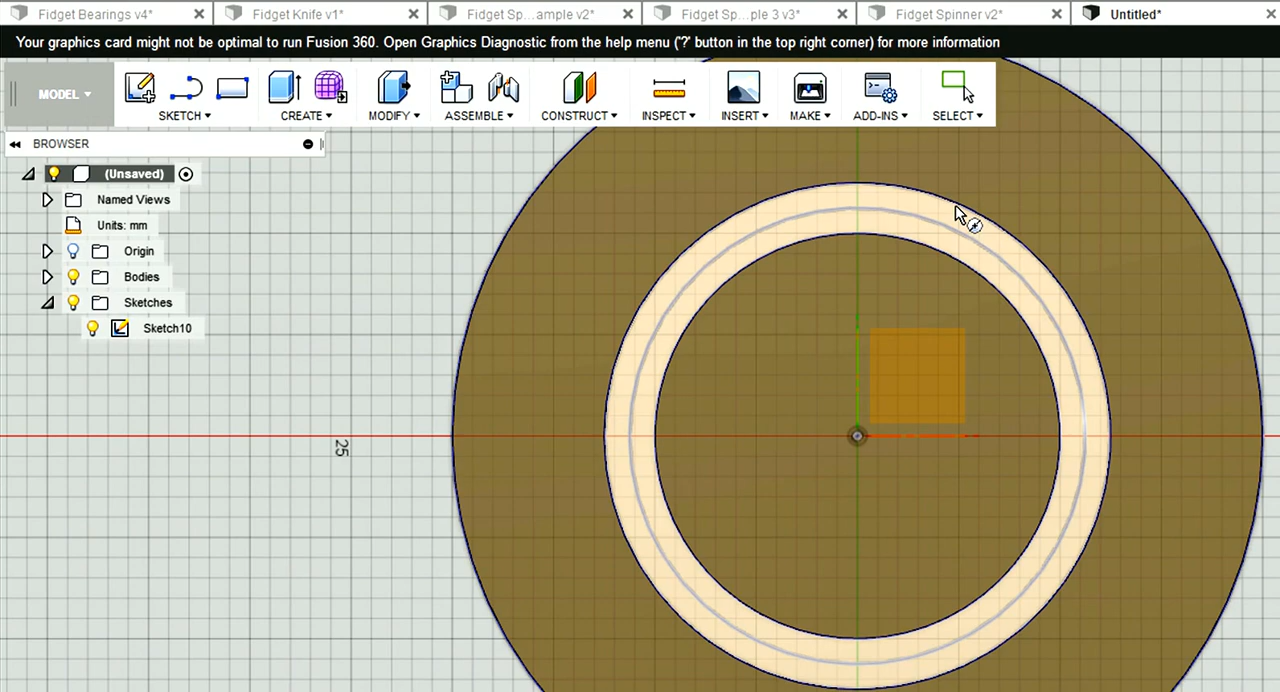 Fidget Bearings v4* Fidget Knife v1* Fidget Sp...ample v2* Fidget Sp...ple 3 v3* Fidget Spinner v2* Untitled*
Your graphics card might not be optimal to run Fusion 360. Open Graphics Diagnostic from the help menu ('?' button in the top right corner) for more information
MODEL
SKETCH CREATE MODIFY ASSEMBLE CONSTRUCT INSPECT INSERT MAKE ADD-INS SELECT
BROWSER
(Unsaved)
Named Views
Units: mm
Origin
Bodies
Sketches
Sketch10
25